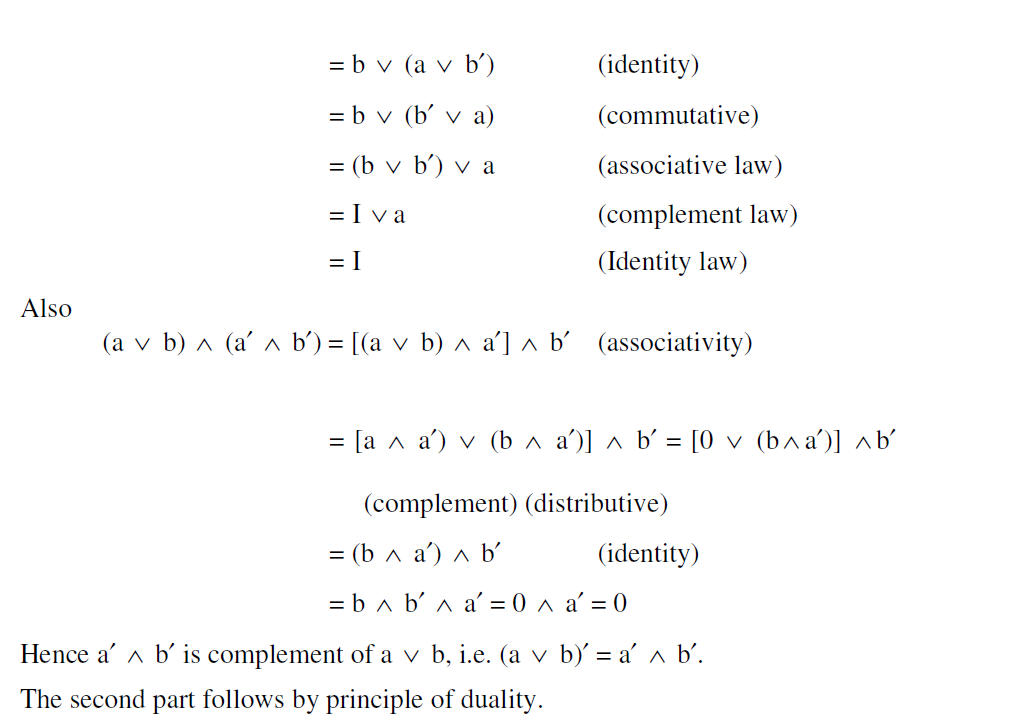 = b ∨ (a ∨ b′) (identity)
= b ∨ (b′ ∨ a) (commutative)
= (b ∨ b′) ∨ a (associative law)
= I ∨ a (complement law)
= I (Identity law)
Also
(a ∨ b) ∧ (a′ ∧ b′) = [(a ∨ b) ∧ a′] ∧ b′ (associativity)
= [a ∧ a′) ∨ (b ∧ a′)] ∧ b′ = [0 ∨ (b∧a′)] ∧b′
(complement) (distributive)
= (b ∧ a′) ∧ b′ (identity)
= b ∧ b′ ∧ a′ = 0 ∧ a′ = 0
Hence a′ ∧ b′ is complement of a ∨ b, i.e. (a ∨ b)′ = a′ ∧ b′.
The second part follows by principle of duality.